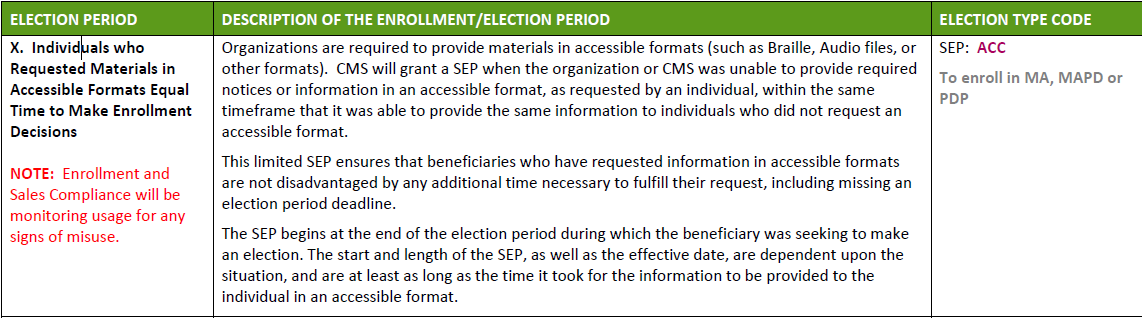 ELECTION PERIOD
DESCRIPTION OF THE ENROLLMENT/ELECTION PERIOD
ELECTION TYPE CODE
X. Individuals who
Requested Materials in
Accessible Formats Equal
Time to Make Enrollment
Decisions
NOTE: Enrollment and
Sales Compliance will be
monitoring usage for any
signs of misuse.
Organizations are required to provide materials in accessible formats (such as Braille, Audio files, or
other formats). CMS will grant a SEP when the organization or CMS was unable to provide required
notices or information in an accessible format, as requested by an individual, within the same
timeframe that it was able to provide the same information to individuals who did not request an
accessible format.
This limited SEP ensures that beneficiaries who have requested information in accessible formats
are not disadvantaged by any additional time necessary to fulfill their request, including missing an
election period deadline.
The SEP begins at the end of the election period during which the beneficiary was seeking to make
an election. The start and length of the SEP, as well as the effective date, are dependent upon the
situation, and are at least as long as the time it took for the information to be provided to the
individual in an accessible format.
SEP: ACC
To enroll in MA, MAPD or
PDP